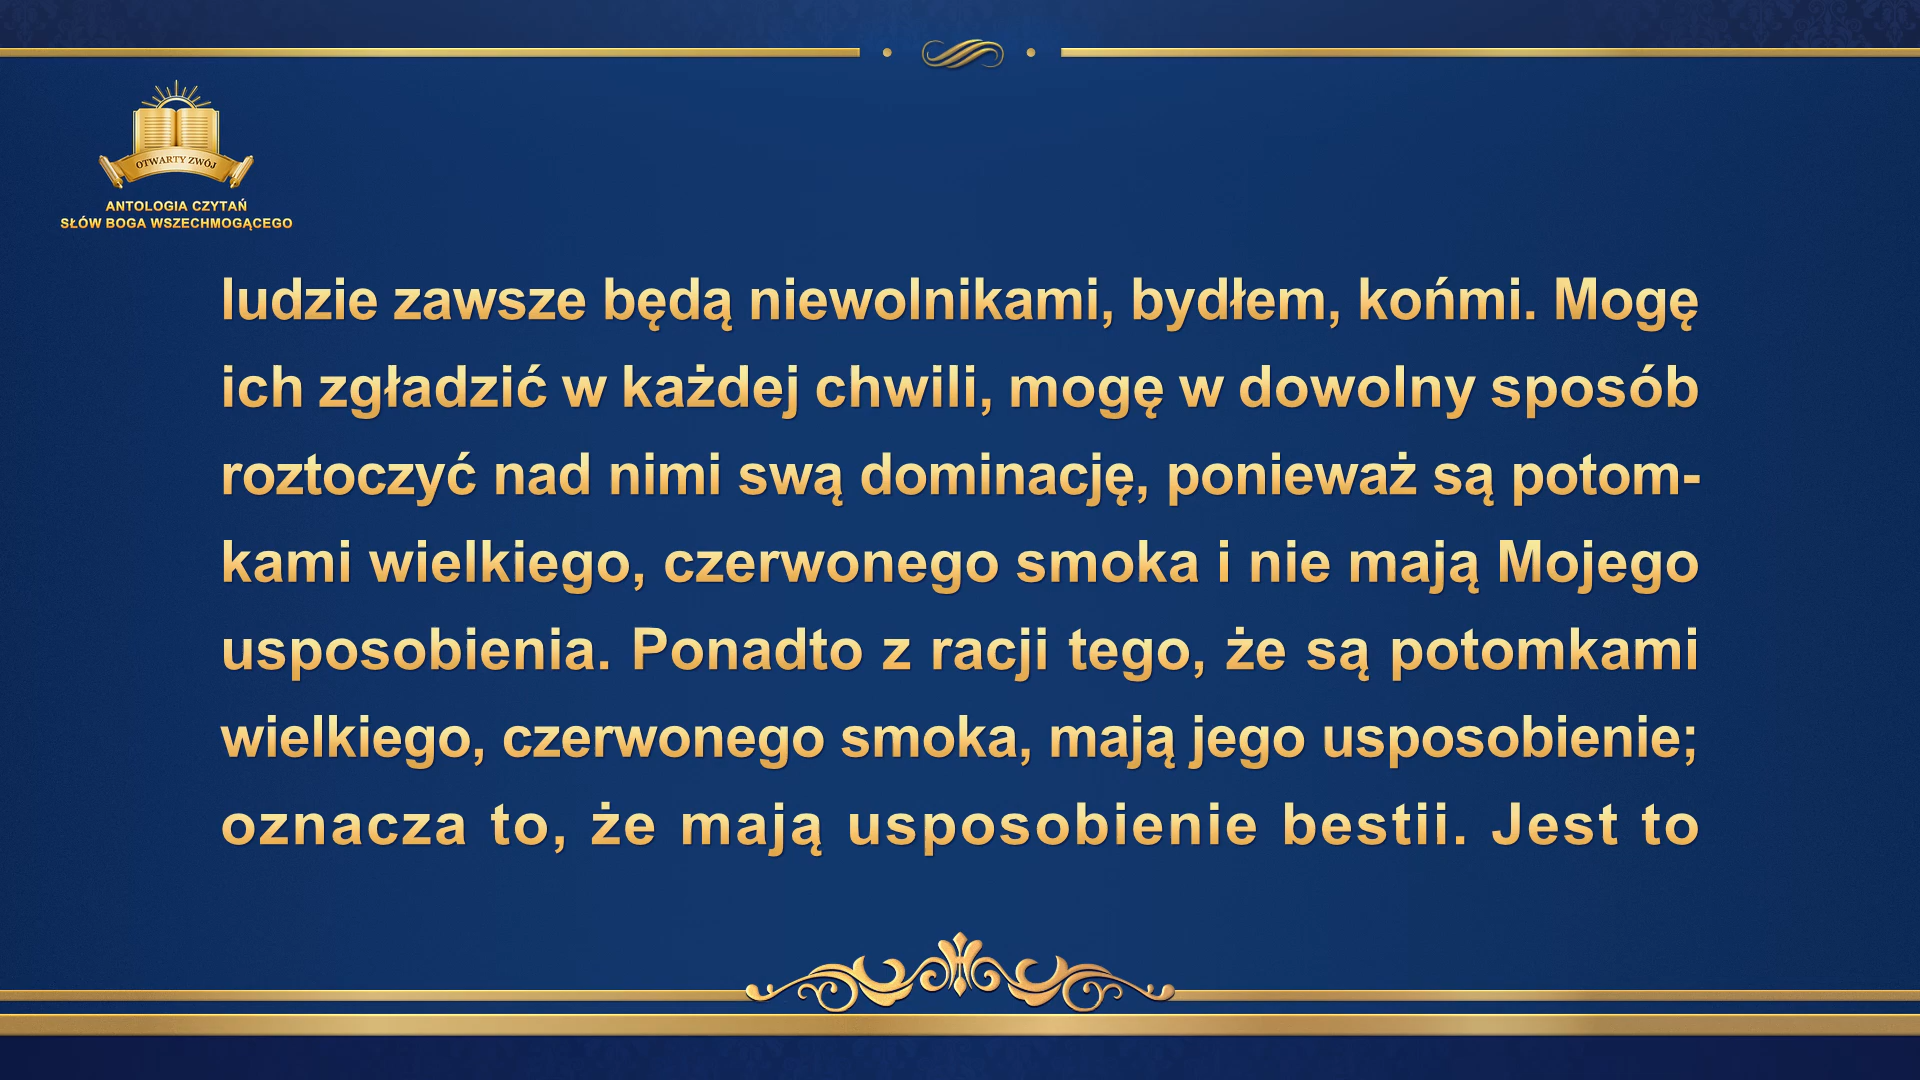 OTWARTY ZWÓJ
ANTOLOGIA CZYTAŃ
SŁÓW BOGA WSZECHMOGĄCEGO
ludzie zawsze będą niewolnikami, bydłem, końmi. Mogę
ich zgładzić w każdej chwili, mogę w dowolny sposób
roztoczyć nad nimi swą dominację, ponieważ są potom-
kami wielkiego, czerwonego smoka i nie mają Mojego
usposobienia. Ponadto z racji tego, że są potomkami
wielkiego, czerwonego smoka, mają jego usposobienie;
oznacza to, że mają usposobienie bestii. Jest to